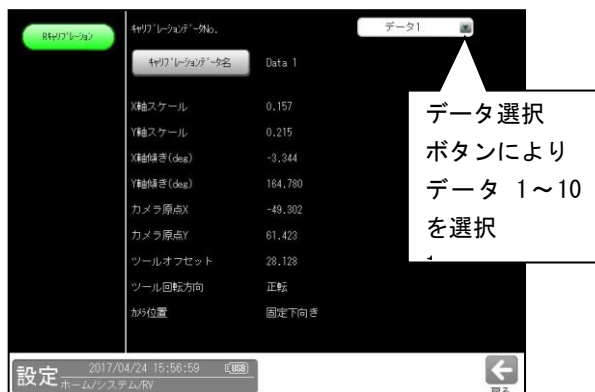 Rｷｬﾘﾌﾞﾚｰｼｮﾝ
ｷｬﾘﾌﾞﾚｰｼｮﾝﾃﾞｰﾀNo.
データ1
ｷｬﾘﾌﾞﾚｰｼｮﾝﾃﾞｰﾀ名
Data 1
X軸スケール 0.157
Y軸スケール 0.215
X軸傾き(deg) -3.344
Y軸傾き(deg) 164.780
カメラ原点X -49.302
カメラ原点Y 61.423
ツールオフセット 28.128
ツール回転方向 正転
ｶﾒﾗ位置 固定下向き
データ選択
ボタンにより
データ 1～10
を選択
設定
2017/04/24 15:56:59 USB
ホーム/システム/RV
戻る